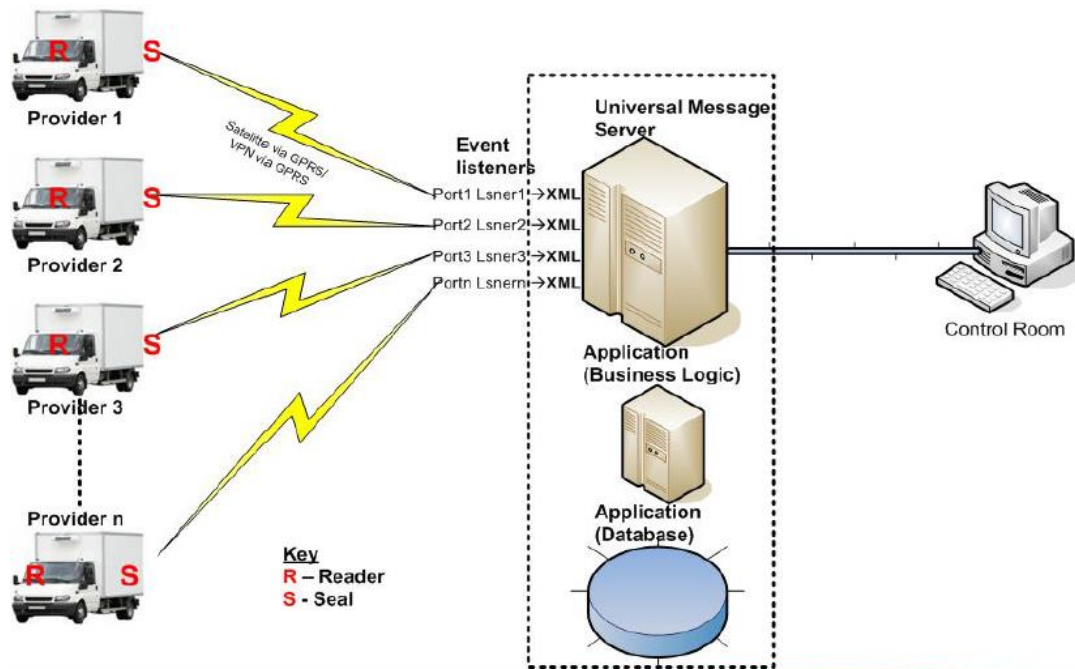 R
S
Provider 1
R
S
Provider 2
R
S
Provider 3
Provider n
R
S
Satelitte via GPRS/
VPN via GPRS
Event
listeners
Port1 Lsner1→XML
Port2 Lsner2→XML
Port3 Lsner3→XML
Portn Lsnern→XML
Universal Message
Server
Application
(Business Logic)
Application
(Database)
Control Room
Key
R – Reader
S - Seal